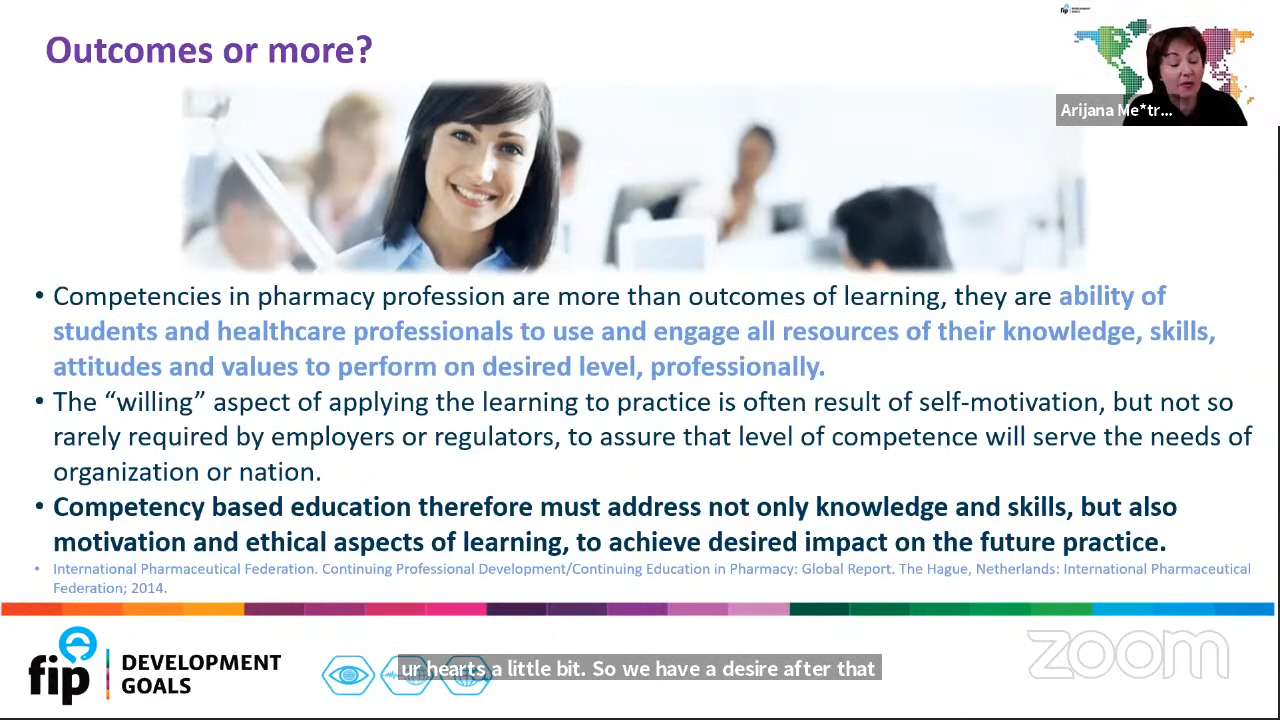 fip DEVELOPMENT
GOALS
Outcomes or more?
Arijana Me*tr...
• Competencies in pharmacy profession are more than outcomes of learning, they are ability of
students and healthcare professionals to use and engage all resources of their knowledge, skills,
attitudes and values to perform on desired level, professionally.
• The “willing” aspect of applying the learning to practice is often result of self-motivation, but not so
rarely required by employers or regulators, to assure that level of competence will serve the needs of
organization or nation.
• Competency based education therefore must address not only knowledge and skills, but also
motivation and ethical aspects of learning, to achieve desired impact on the future practice.
• International Pharmaceutical Federation. Continuing Professional Development/Continuing Education in Pharmacy: Global Report. The Hague, Netherlands: International Pharmaceutical
Federation; 2014.
fip DEVELOPMENT
GOALS
ur hearts a little bit. So we have a desire after that
zoom